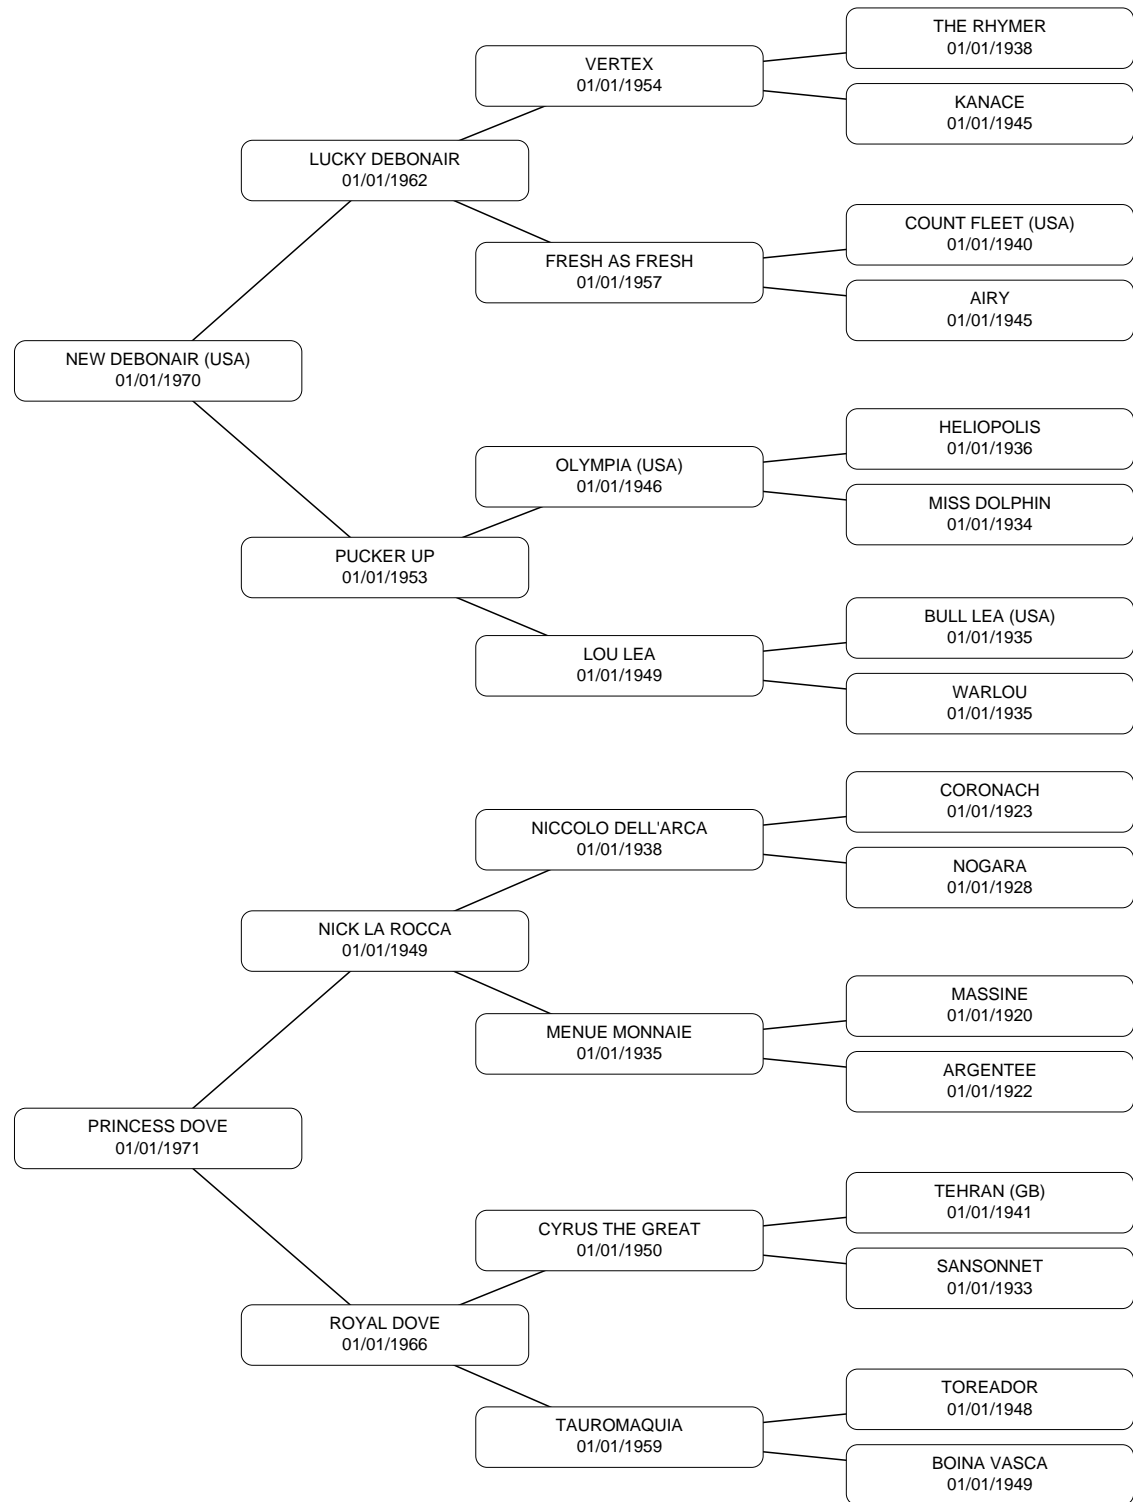 THE RHYMER
01/01/1938
VERTEX
01/01/1954
KANACE
01/01/1945
LUCKY DEBONAIR
01/01/1962
COUNT FLEET (USA)
01/01/1940
FRESH AS FRESH
01/01/1957
AIRY
01/01/1945
NEW DEBONAIR (USA)
01/01/1970
HELIOPOLIS
01/01/1936
OLYMPIA (USA)
01/01/1946
MISS DOLPHIN
01/01/1934
PUCKER UP
01/01/1953
BULL LEA (USA)
01/01/1935
LOU LEA
01/01/1949
WARLOU
01/01/1935
CORONACH
01/01/1923
NICCOLO DELL'ARCA
01/01/1938
NOGARA
01/01/1928
NICK LA ROCCA
01/01/1949
MASSINE
01/01/1920
MENUE MONNAIE
01/01/1935
ARGENTEE
01/01/1922
PRINCESS DOVE
01/01/1971
TEHRAN (GB)
01/01/1941
CYRUS THE GREAT
01/01/1950
SANSONNET
01/01/1933
ROYAL DOVE
01/01/1966
TOREADOR
01/01/1948
TAUROMAQUIA
01/01/1959
BOINA VASCA
01/01/1949